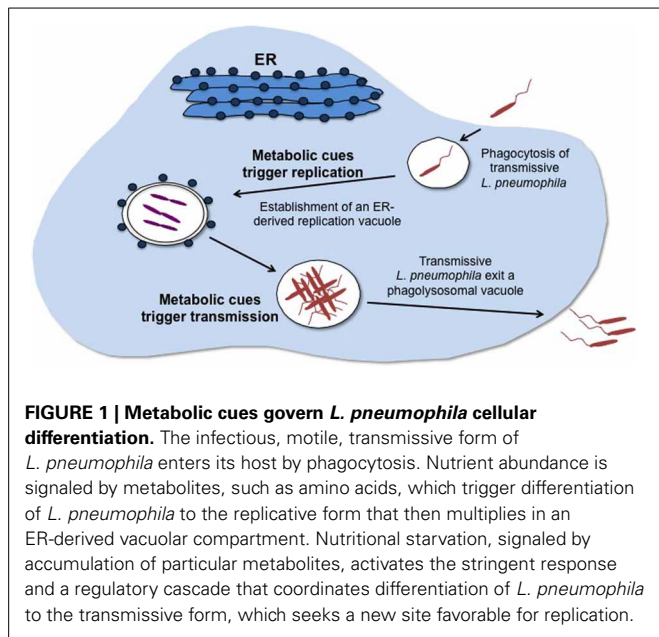 ER
Metabolic cues
trigger replication
Phagocytosis of
transmissive
L. pneumophila
Establishment of an ER-
derived replication vacuole
Transmissive
L. pneumophila exit a
phagolysosomal vacuole
Metabolic cues
trigger transmission
FIGURE 1 | Metabolic cues govern L. pneumophila cellular
differentiation. The infectious, motile, transmissive form of
L. pneumophila enters its host by phagocytosis. Nutrient abundance is
signaled by metabolites, such as amino acids, which trigger differentiation
of L. pneumophila to the replicative form that then multiplies in an
ER-derived vacuolar compartment. Nutritional starvation, signaled by
accumulation of particular metabolites, activates the stringent response
and a regulatory cascade that coordinates differentiation of L. pneumophila
to the transmissive form, which seeks a new site favorable for replication.